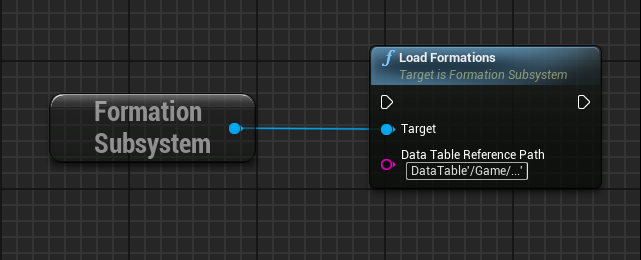 Formation
Subsystem
f Load Formations
Target is Formation Subsystem
Target
Data Table Reference Path
DataTable'/Game/...'